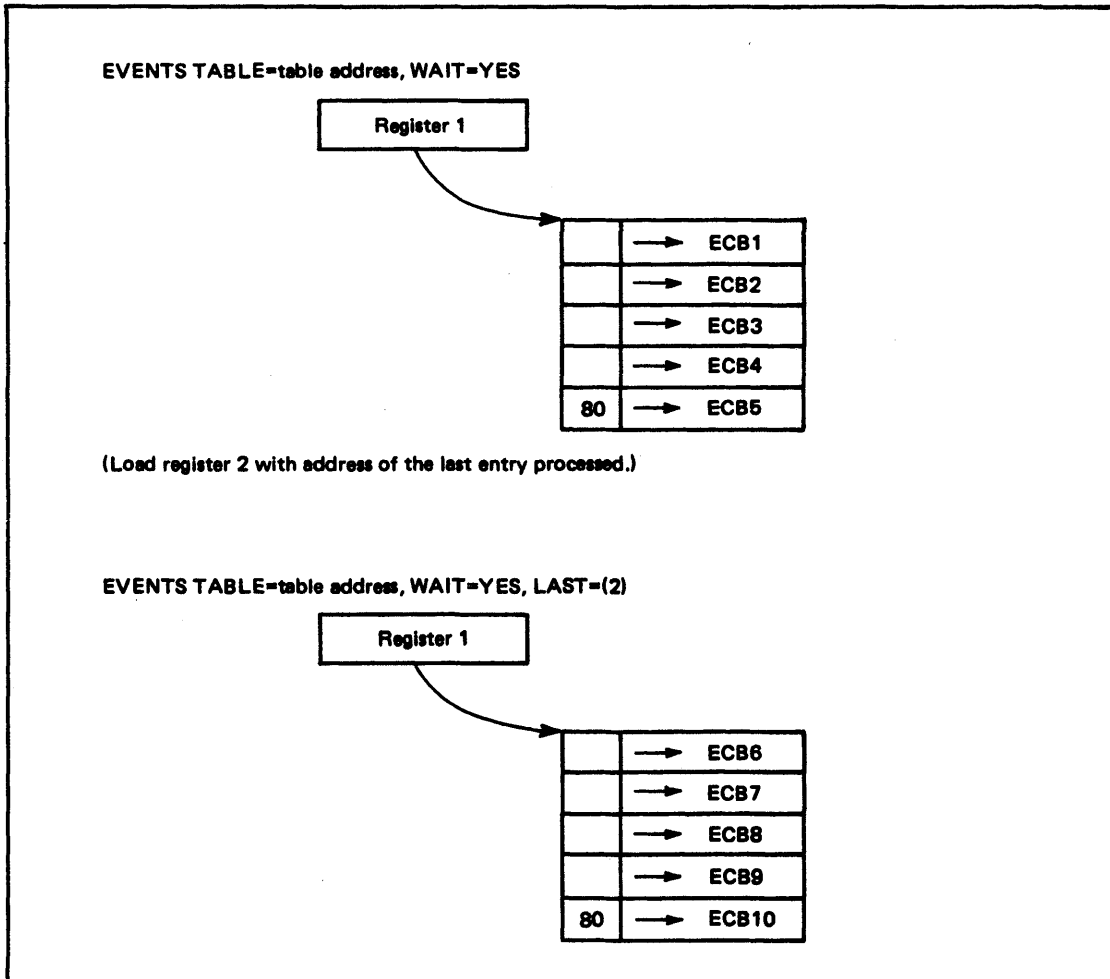 EVENTS TABLE=table address, WAIT=YES
Register 1
ECB1
ECB2
ECB3
ECB4
80 ECB5
(Load register 2 with address of the last entry processed.)
EVENTS TABLE=table address, WAIT=YES, LAST=(2)
Register 1
ECB6
ECB7
ECB8
ECB9
80 ECB10